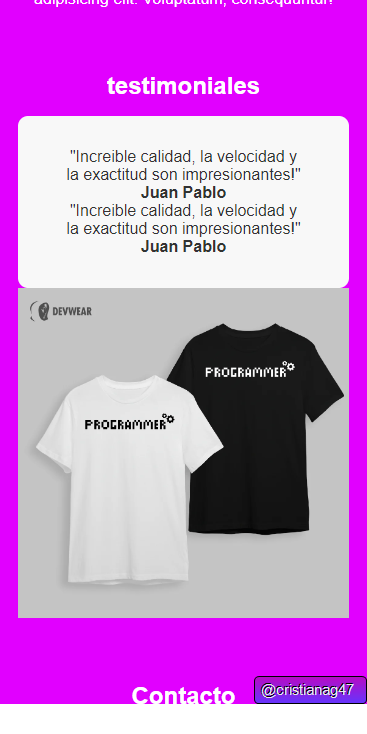 adipisicing elit. Voluptatum, consequuntur!
testimoniales
"Increible calidad, la velocidad y
la exactitud son impresionantes!"
Juan Pablo
"Increible calidad, la velocidad y
la exactitud son impresionantes!"
Juan Pablo
DEVWEAR
PROGRAMMER
PROGRAMMER
Contacto
@cristianag47